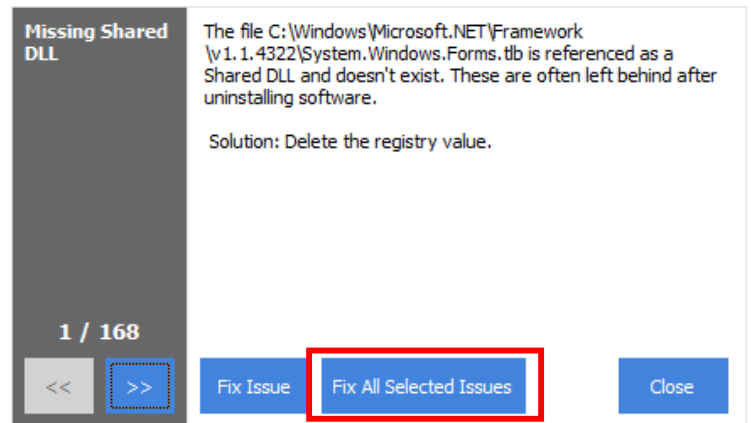 Missing Shared
DLL
The file C:\Windows\Microsoft.NET\Framework
\v1.1.4322\System.Windows.Forms.tlb is referenced as a
Shared DLL and doesn't exist. These are often left behind after
uninstalling software.
Solution: Delete the registry value.
1 / 168
<<
>>
Fix Issue
Fix All Selected Issues
Close